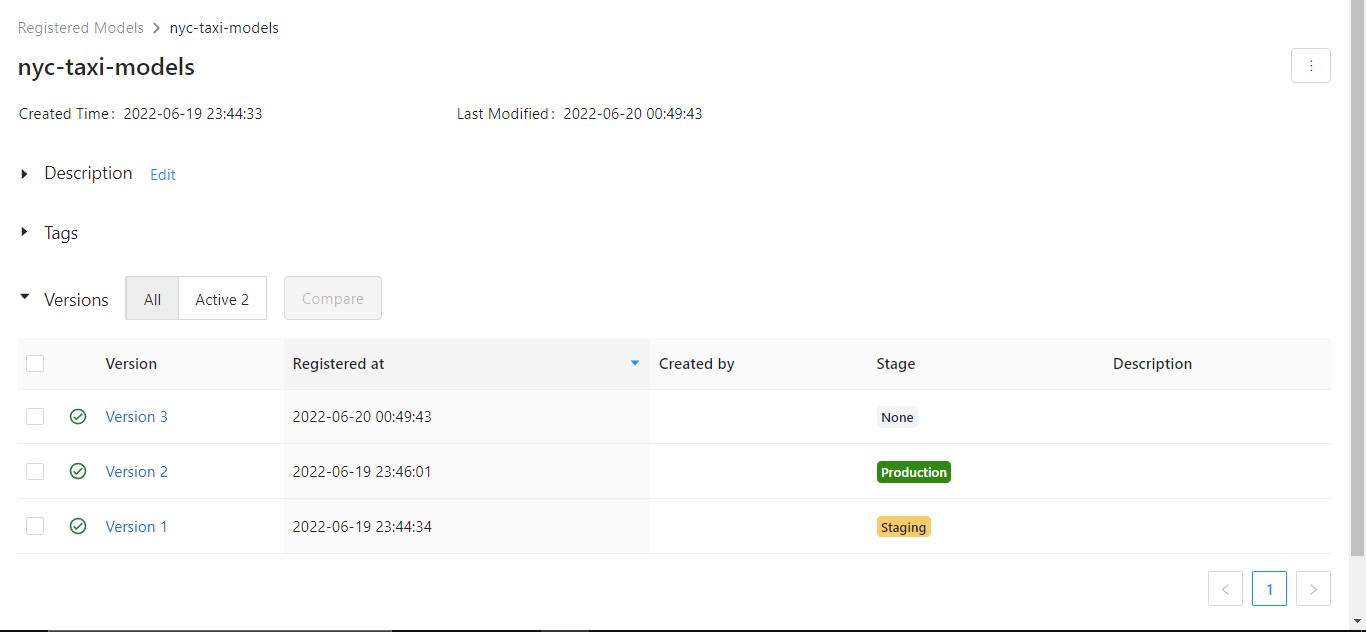 Registered Models > nyc-taxi-models
nyc-taxi-models
Created Time: 2022-06-19 23:44:33 Last Modified: 2022-06-20 00:49:43
Description Edit
Tags
Versions All Active 2 Compare
Version Registered at Created by Stage Description
Version 3 2022-06-20 00:49:43 None
Version 2 2022-06-19 23:46:01 Production
Version 1 2022-06-19 23:44:34 Staging
< 1 >